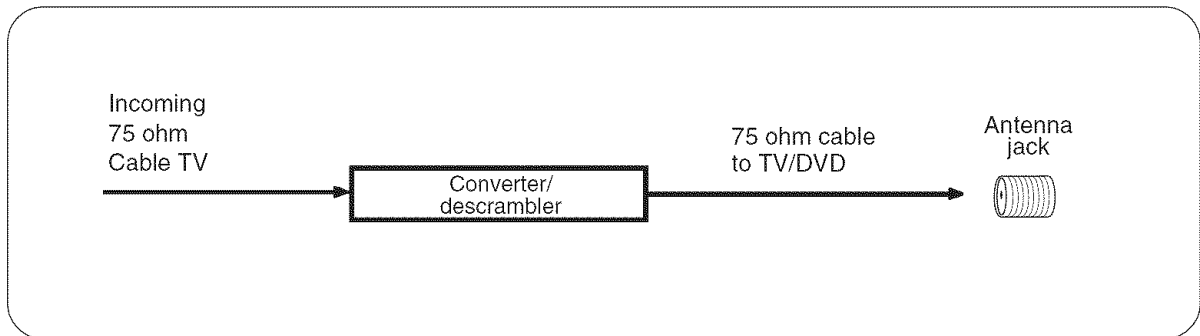 Incoming
75 ohm
Cable TV
Converter/
descrambler
75 ohm cable
to TV/DVD
Antenna
jack